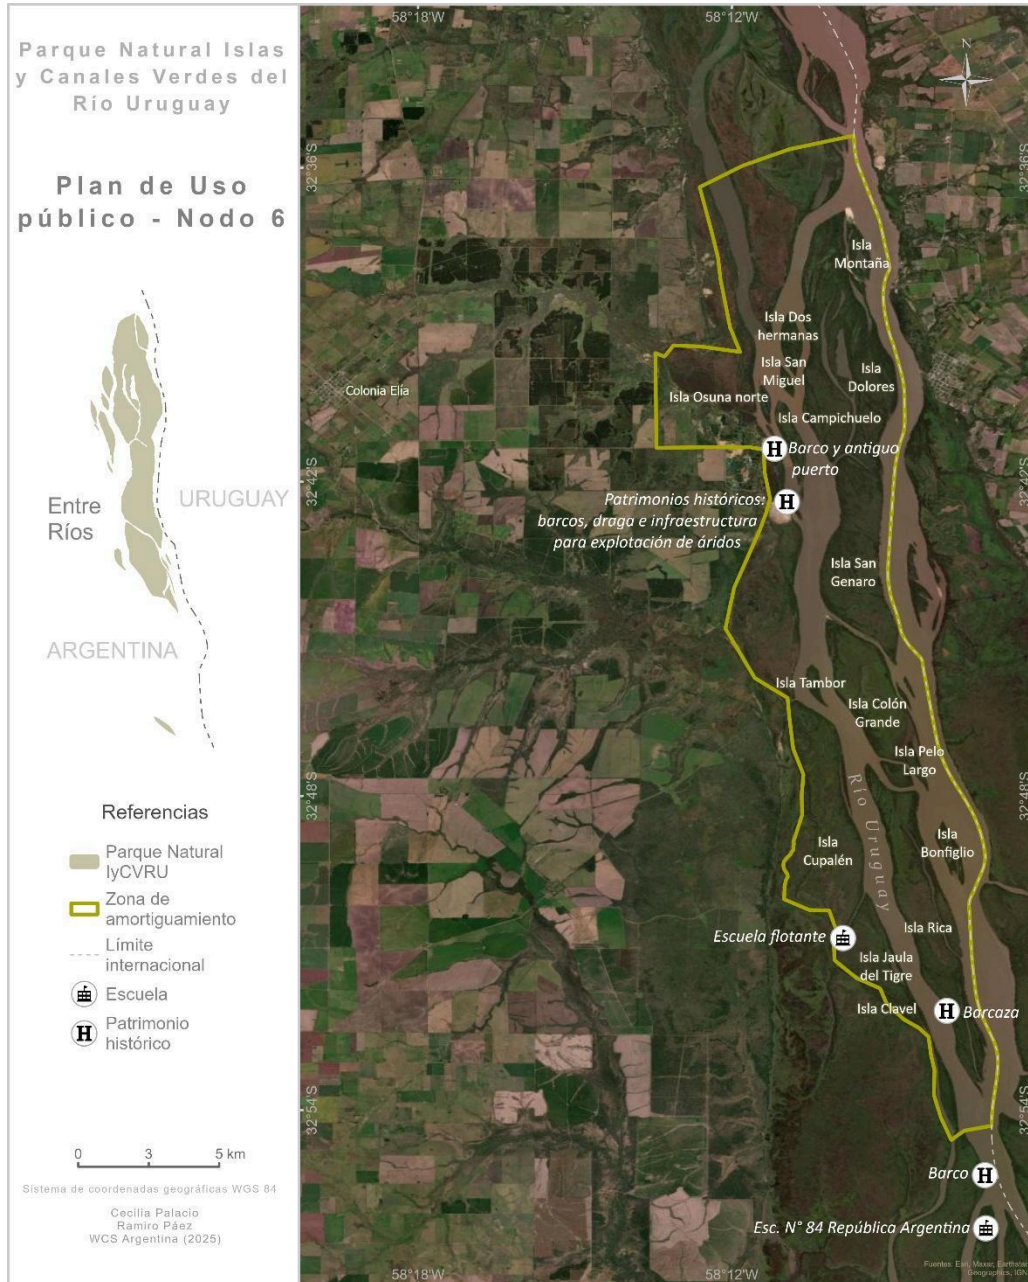 Parque Natural Islas
y Canales Verdes del
Río Uruguay
Plan de Uso
público - Nodo 6
Entre
Ríos
URUGUAY
ARGENTINA
Referencias
Parque Natural
IyCVRU
Zona de
amortiguamiento
Límite
internacional
Escuela
H
Patrimonio
histórico
0 3 5 km
Sistema de coordenadas geográficas WGS 84
Cecilia Palacio
Ramiro Páez
WCS Argentina (2025)
58°18'W
58°12'W
N
32°36'S
32°36'S
Isla
Montaña
Isla Dos
hermanas
Isla San
Miguel
Isla
Dolores
Colonia Elía
Isla Osuna norte
Isla Campichuelo
H
Barco y antiguo
puerto
32°42'S
32°42'S
Patrimonios históricos:
barcos, draga e infraestructura
para explotación de áridos
H
Isla San
Genaro
Isla Tambor
Isla Colón
Grande
Isla Pelo
Largo
32°48'S
32°48'S
Río Uruguay
Isla
Bonfiglio
Isla
Cupalén
Isla Rica
Escuela flotante
Isla Jaula
del Tigre
Isla Clavel
H
Barcaza
32°54'S
32°54'S
Barco
H
Esc. N° 84 República Argentina
Fuentes: Esri, Maxar, Earthstar
Geographics, IGN
58°18'W
58°12'W